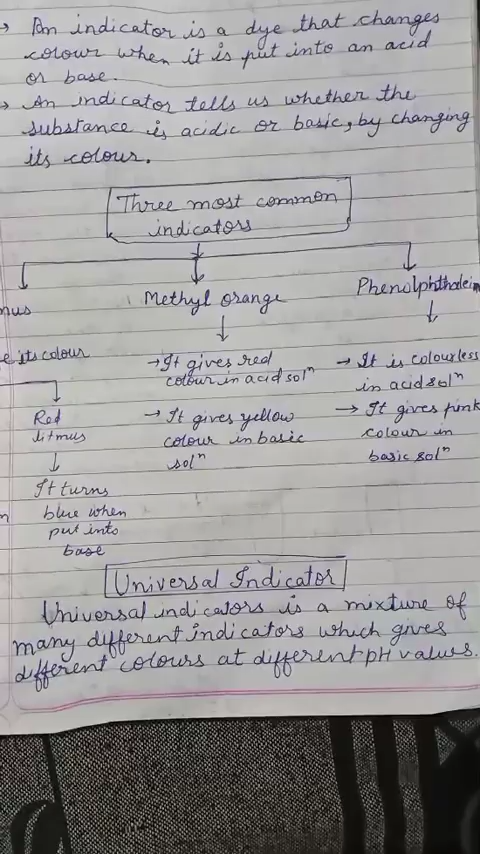 → An indicator is a dye that changes
colour when it is put into an acid
or base.
→ An indicator tells us whether the
substance is acidic or basic, by changing
its colour.
Three most common
indicators
mus
e its colour
Red
litmus
It turns
blue when
put into
base
n
Methyl orange
→ It gives red
colour in acid solⁿ
→ It gives yellow
colour in basic
solⁿ
Phenolphthalein
→ It is colourless
in acid solⁿ
→ It gives pink
colour in
basic solⁿ
Universal Indicator
Universal indicators is a mixture of
many different indicators which gives
different colours at different pH values.